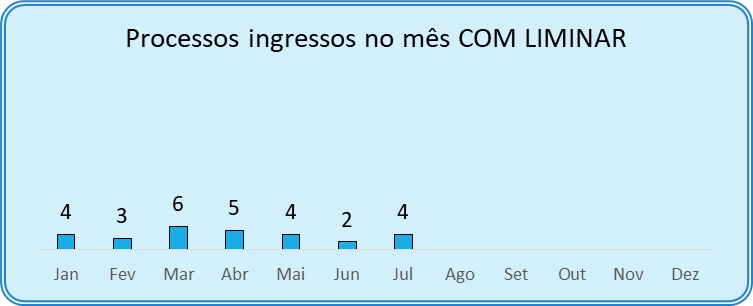 Processos ingressos no mês COM LIMINAR
4 3 6 5 4 2 4
Jan Fev Mar Abr Mai Jun Jul Ago Set Out Nov Dez